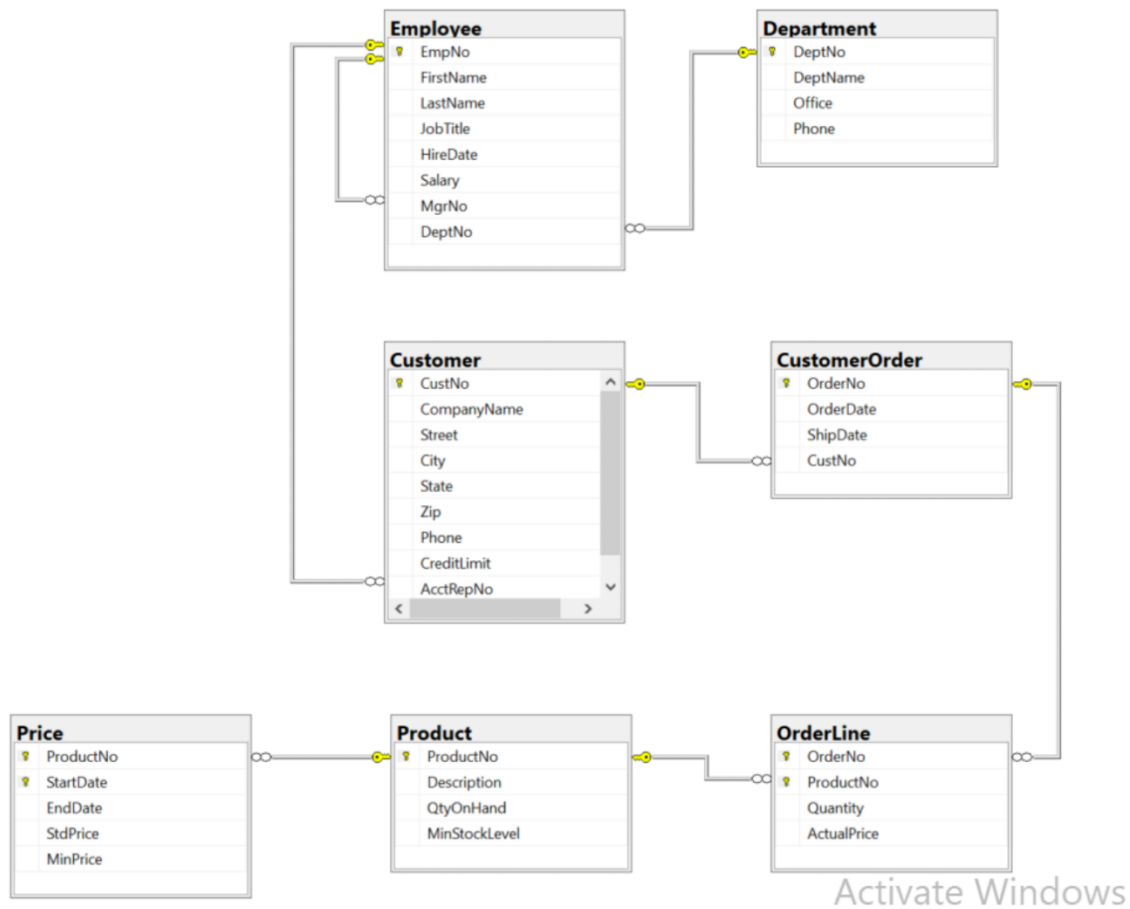 Employee
EmpNo
FirstName
LastName
JobTitle
HireDate
Salary
MgrNo
DeptNo
Department
DeptNo
DeptName
Office
Phone
Customer
CustNo
CompanyName
Street
City
State
Zip
Phone
CreditLimit
AcctRepNo
CustomerOrder
OrderNo
OrderDate
ShipDate
CustNo
Price
ProductNo
StartDate
EndDate
StdPrice
MinPrice
Product
ProductNo
Description
QtyOnHand
MinStockLevel
OrderLine
OrderNo
ProductNo
Quantity
ActualPrice
Activate Windows